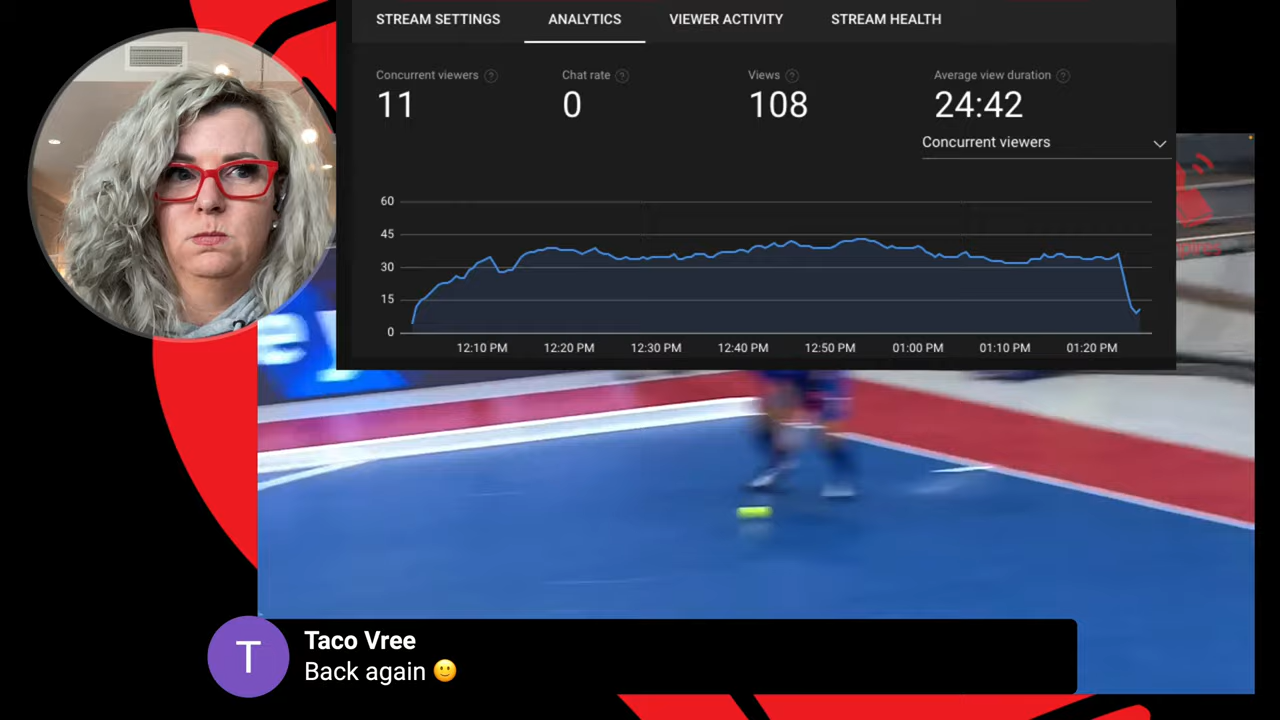 STREAM SETTINGS ANALYTICS VIEWER ACTIVITY STREAM HEALTH
Concurrent viewers ? Chat rate ? Views ? Average view duration ?
11 0 108 24:42
Concurrent viewers
60
45
30
15
0
12:10 PM 12:20 PM 12:30 PM 12:40 PM 12:50 PM 01:00 PM 01:10 PM 01:20 PM
T
Taco Vree
Back again 🙂